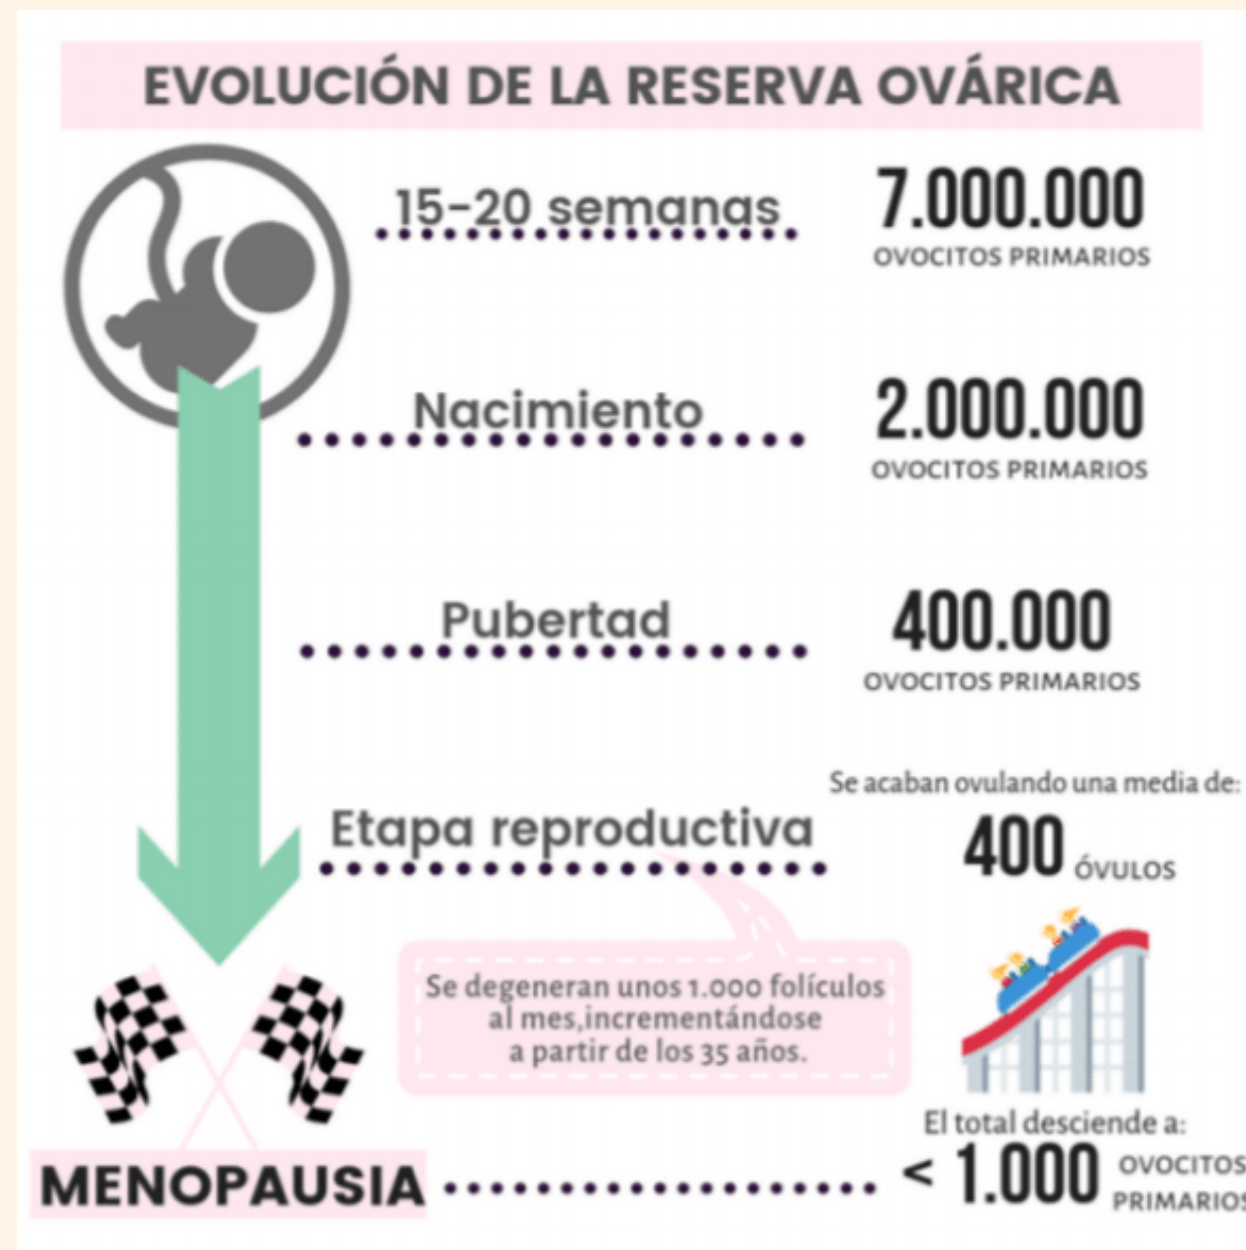 EVOLUCIÓN DE LA RESERVA OVÁRICA
15-20 semanas
7.000.000
OVOCITOS PRIMARIOS
Nacimiento
2.000.000
OVOCITOS PRIMARIOS
Pubertad
400.000
OVOCITOS PRIMARIOS
Se acaban ovulando una media de:
Etapa reproductiva
400 ÓVULOS
Se degeneran unos 1.000 folículos
al mes,incrementándose
a partir de los 35 años.
El total desciende a:
MENOPAUSIA
< 1.000 OVOCITOS
PRIMARIOS